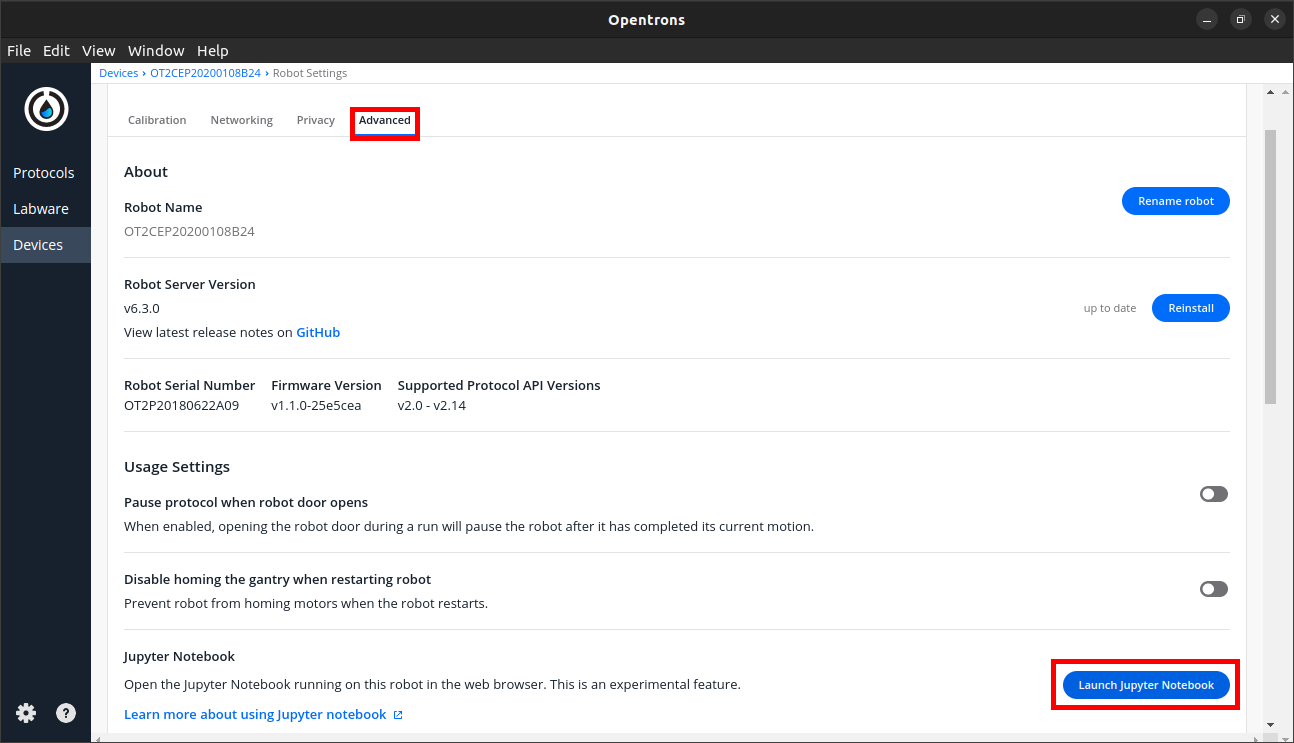 Opentrons
File Edit View Window Help
Devices › OT2CEP20200108B24 › Robot Settings
Protocols
Labware
Devices
Calibration Networking Privacy Advanced
About
Robot Name
OT2CEP20200108B24
Rename robot
Robot Server Version
v6.3.0
View latest release notes on GitHub
up to date Reinstall
Robot Serial Number Firmware Version Supported Protocol API Versions
OT2P20180622A09 v1.1.0-25e5cea v2.0 - v2.14
Usage Settings
Pause protocol when robot door opens
When enabled, opening the robot door during a run will pause the robot after it has completed its current motion.
Disable homing the gantry when restarting robot
Prevent robot from homing motors when the robot restarts.
Jupyter Notebook
Open the Jupyter Notebook running on this robot in the web browser. This is an experimental feature.
Launch Jupyter Notebook
Learn more about using Jupyter notebook